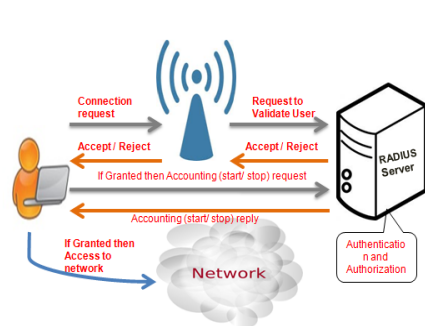 Connection
request
Request to
Validate User
Accept / Reject
Accept / Reject
RADIUS
Server
If Granted then Accounting (start/ stop) request
Accounting (start/ stop) reply
If Granted then
Access to
network
Network
Authenticatio
n and
Authorization